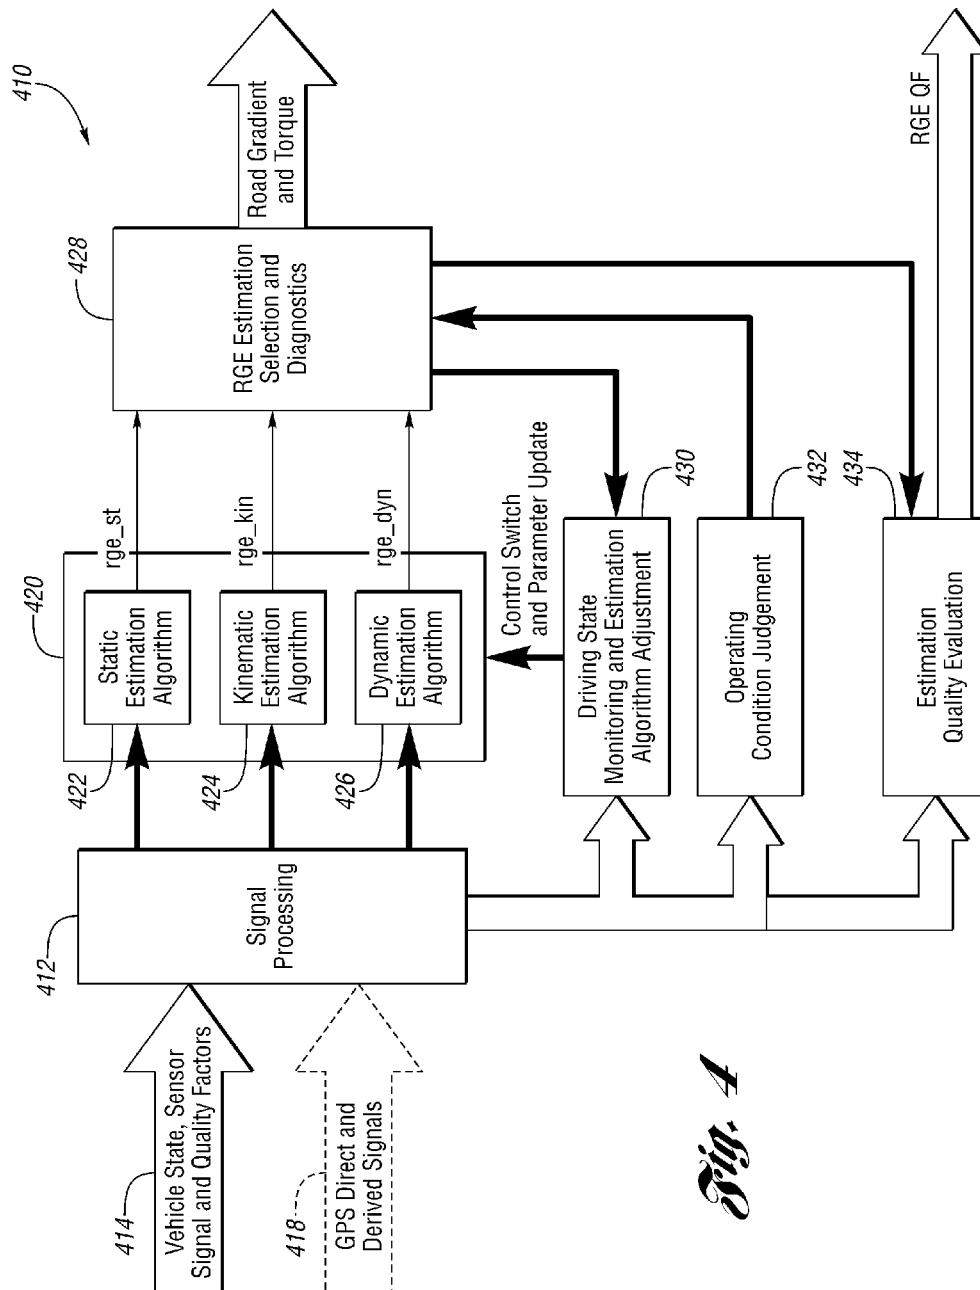 410
414
Vehicle State, Sensor
Signal and Quality Factors
418
GPS Direct and
Derived Signals
412
Signal
Processing
420
422
Static
Estimation
Algorithm
424
Kinematic
Estimation
Algorithm
426
Dynamic
Estimation
Algorithm
rge_st
rge_kin
rge_dyn
428
RGE Estimation
Selection and
Diagnostics
Road Gradient
and Torque
Control Switch
and Parameter Update
430
Driving State
Monitoring and Estimation
Algorithm Adjustment
432
Operating
Condition Judgement
434
Estimation
Quality Evaluation
RGE QF
Fig. 4